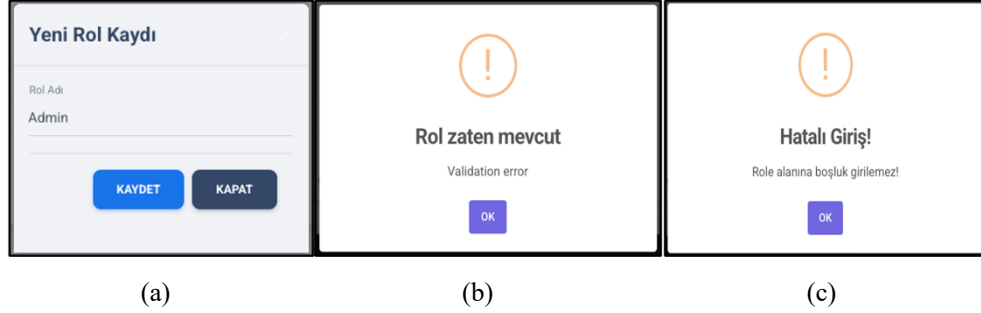 Yeni Rol Kaydı
Rol Adı
Admin
KAYDET KAPAT
(a)
!
Rol zaten mevcut
Validation error
OK
(b)
!
Hatalı Giriş!
Role alanına boşluk girilemez!
OK
(c)